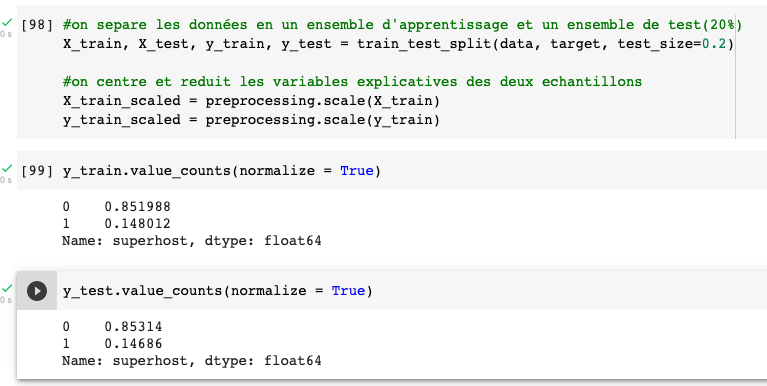 [98] #on separe les données en un ensemble d'apprentissage et un ensemble de test(20%)
X_train, X_test, y_train, y_test = train_test_split(data, target, test_size=0.2)
#on centre et reduit les variables explicatives des deux echantillons
X_train_scaled = preprocessing.scale(X_train)
y_train_scaled = preprocessing.scale(y_train)
0 s
[99] y_train.value_counts(normalize = True)
0 s
0    0.851988
1    0.148012
Name: superhost, dtype: float64
y_test.value_counts(normalize = True)
0 s
0    0.85314
1    0.14686
Name: superhost, dtype: float64